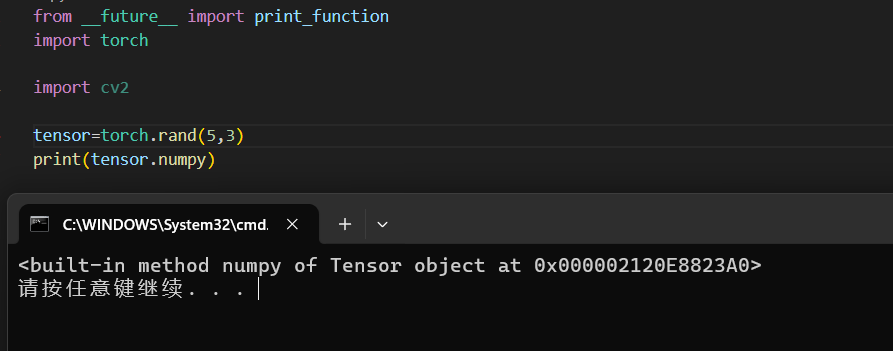 from __future__ import print_function
import torch
import cv2
tensor=torch.rand(5,3)
print(tensor.numpy)
C:\WINDOWS\System32\cmd.
<built-in method numpy of Tensor object at 0x000002120E8823A0>
请按任意键继续. . .